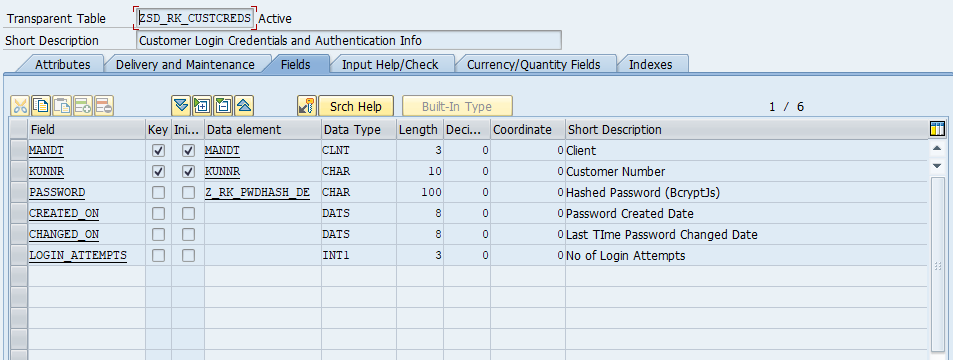 Transparent Table ZSD_RK_CUSTCREDS Active
Short Description Customer Login Credentials and Authentication Info
Attributes Delivery and Maintenance Fields Input Help/Check Currency/Quantity Fields Indexes
Srch Help Built-In Type 1 / 6
Field Key Ini... Data element Data Type Length Deci... Coordinate Short Description
MANDT MANDT CLNT 3 0 0 Client
KUNNR KUNNR CHAR 10 0 0 Customer Number
PASSWORD Z_RK_PWDHASH_DE CHAR 100 0 0 Hashed Password (BcryptJs)
CREATED_ON DATS 8 0 0 Password Created Date
CHANGED_ON DATS 8 0 0 Last TIme Password Changed Date
LOGIN_ATTEMPTS INT1 3 0 0 No of Login Attempts